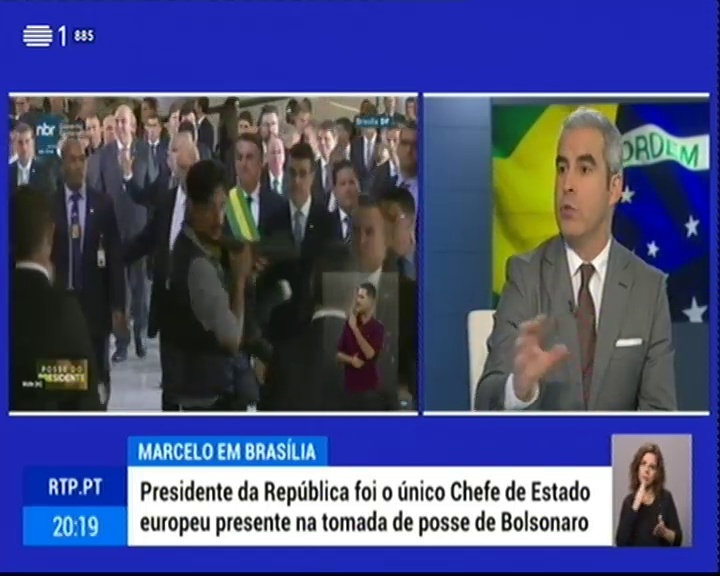 1 885
nbr
Brasília DF
ORDEM
POSSE DO
PRESIDENTE
MARCELO EM BRASÍLIA
RTP.PT
Presidente da República foi o único Chefe de Estado
20:19
europeu presente na tomada de posse de Bolsonaro